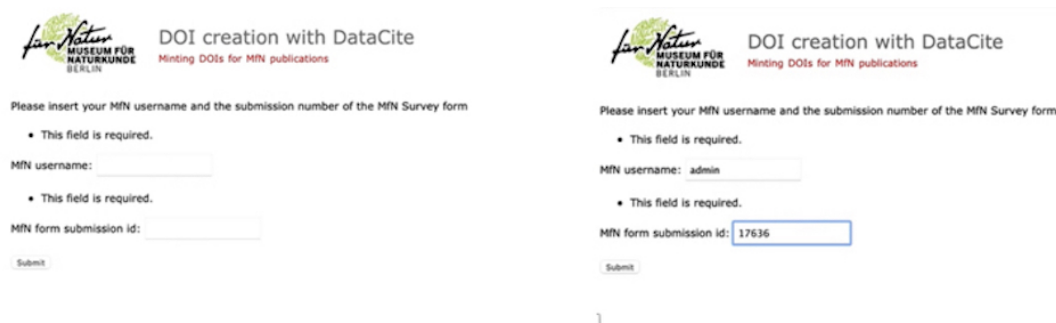 für Natur
MUSEUM FÜR
NATURKUNDE
BERLIN
DOI creation with DataCite
Minting DOIs for MfN publications
Please insert your MfN username and the submission number of the MfN Survey form
• This field is required.
MfN username:
• This field is required.
MfN form submission id:
Submit
für Natur
MUSEUM FÜR
NATURKUNDE
BERLIN
DOI creation with DataCite
Minting DOIs for MfN publications
Please insert your MfN username and the submission number of the MfN Survey form
• This field is required.
MfN username: admin
• This field is required.
MfN form submission id: 17636
Submit